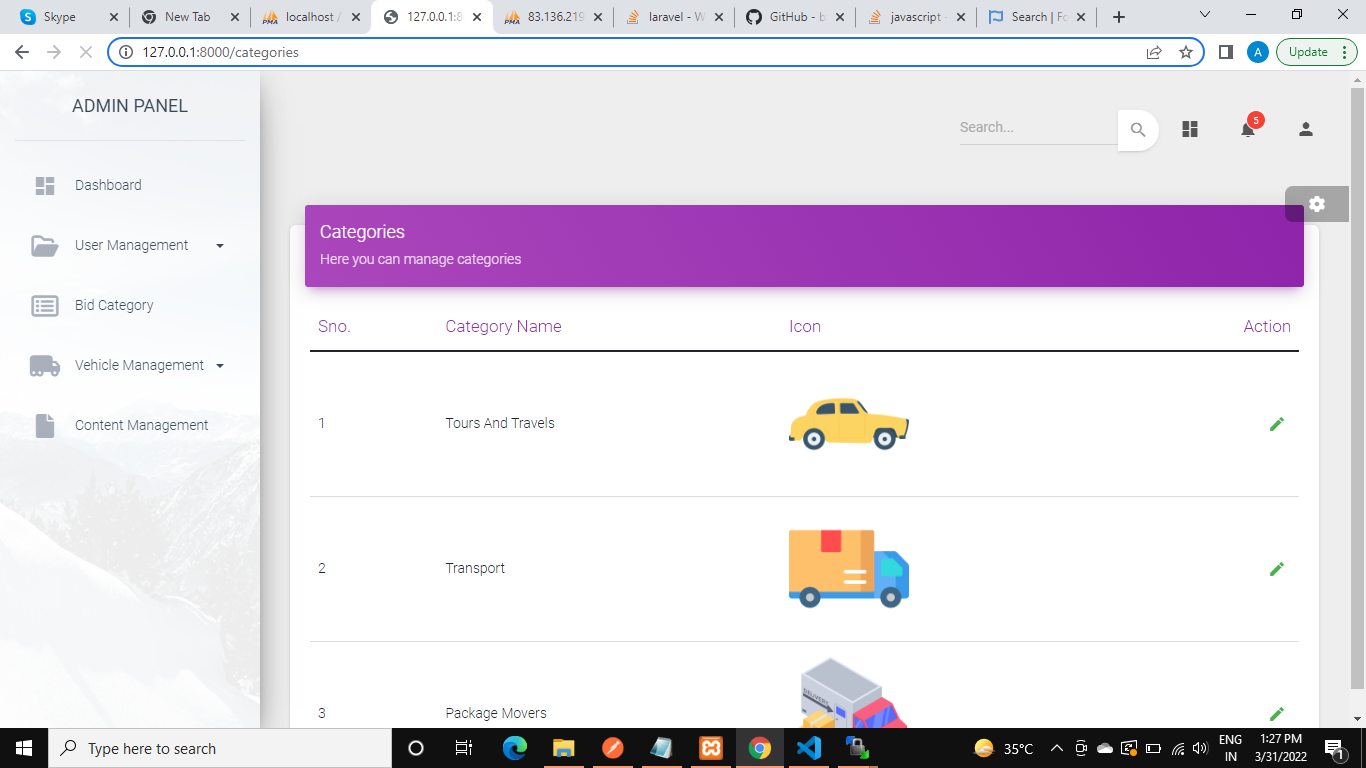 Skype
New Tab
localhost /
127.0.0.1:8
83.136.219
laravel - W
GitHub - b
javascript -
Search | Fo
127.0.0.1:8000/categories
A
Update
ADMIN PANEL
Search...
5
Dashboard
User Management
Bid Category
Vehicle Management
Content Management
Categories
Here you can manage categories
Sno. Category Name Icon Action
1 Tours And Travels
2 Transport
3 Package Movers
DELIVERY
Type here to search
35°C
ENG
IN
1:27 PM
3/31/2022
1